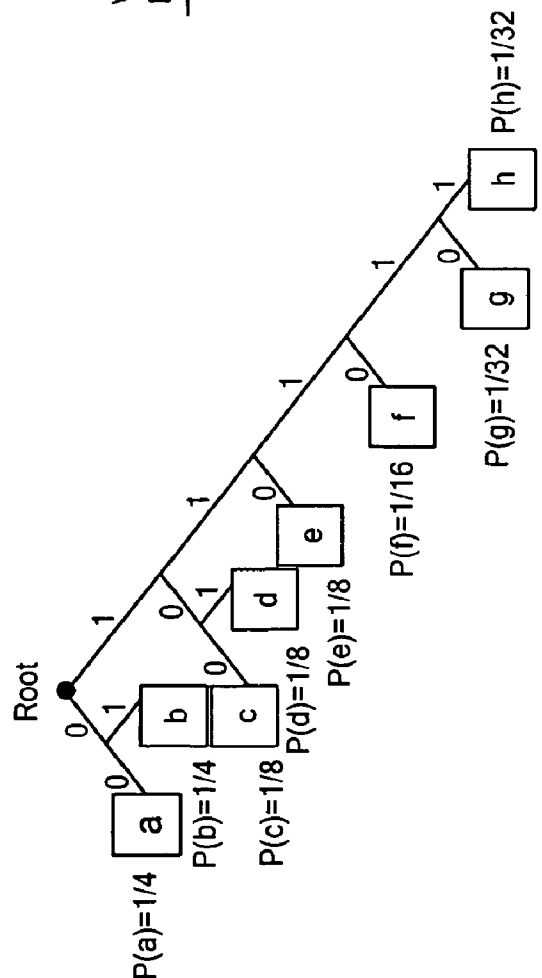 Root
0 1
0 1
a
P(a)=1/4
b
0 1
P(b)=1/4
0 1
c
P(c)=1/8
d
P(d)=1/8
0 1
e
P(e)=1/8
0 1
f
P(f)=1/16
0 1
g
P(g)=1/32
h
P(h)=1/32